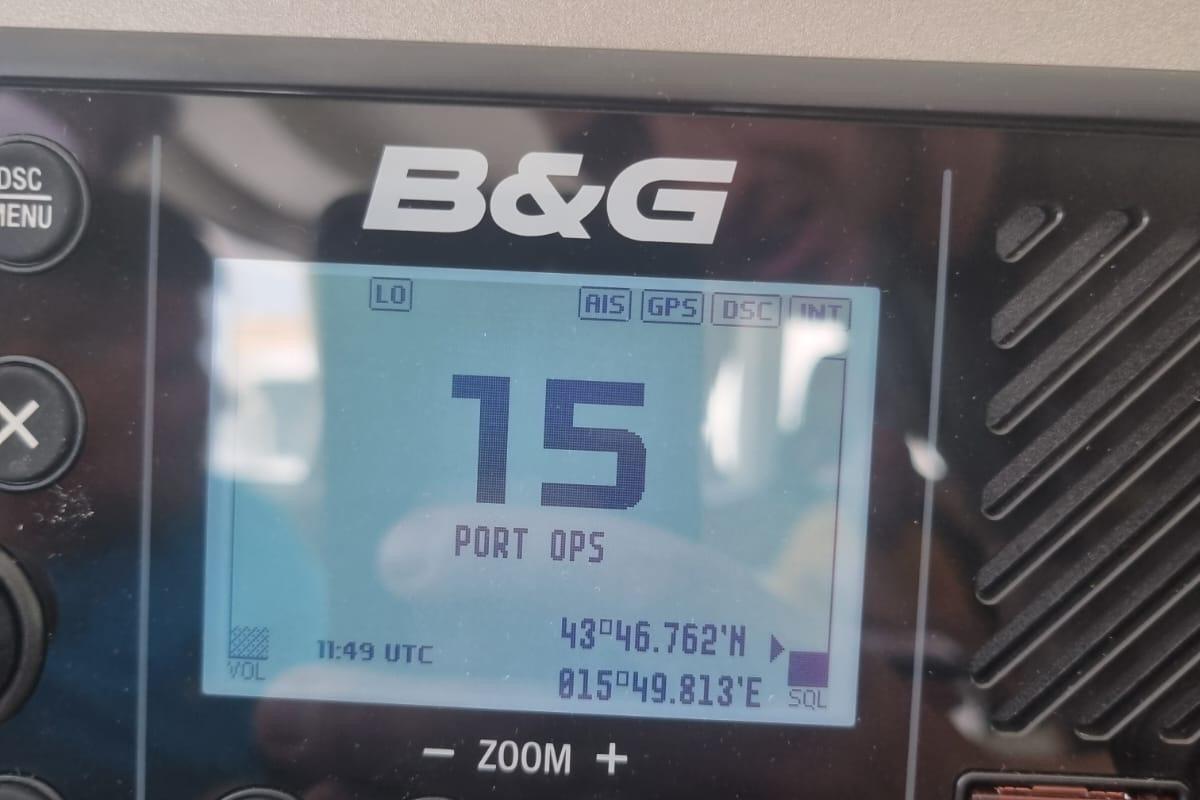 B&G
DSC
MENU
LO AIS GPS DSC INT
15
PORT OPS
43°46.762'N
11:49 UTC
VOL
015°49.813'E
SQL
− ZOOM +